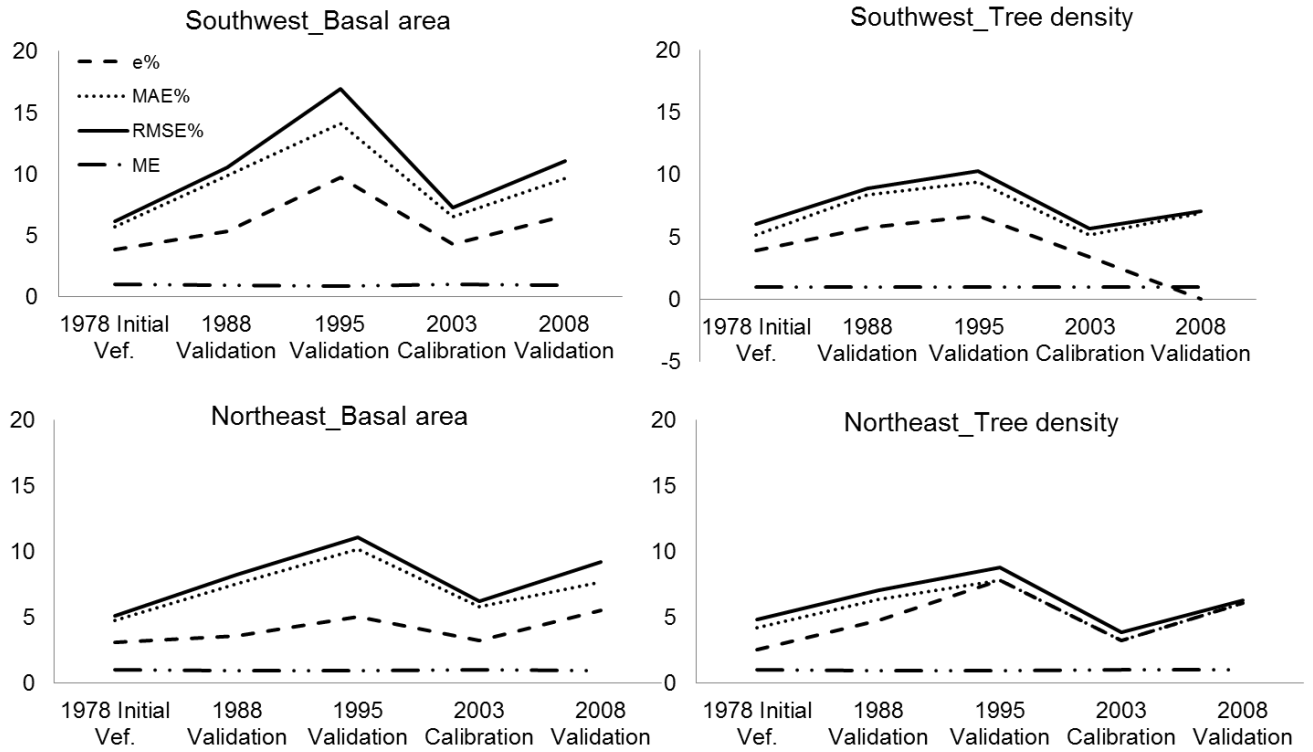 Southwest_Basal area
20
15
10
5
0
e%
MAE%
RMSE%
ME
1978 Initial
Vef.
1988
Validation
1995
Validation
2003
Calibration
2008
Validation
Southwest_Tree density
20
15
10
5
0
-5
1978 Initial
Vef.
1988
Validation
1995
Validation
2003
Calibration
2008
Validation
Northeast_Basal area
20
15
10
5
0
1978 Initial
Vef.
1988
Validation
1995
Validation
2003
Calibration
2008
Validation
Northeast_Tree density
20
15
10
5
0
1978 Initial
Vef.
1988
Validation
1995
Validation
2003
Calibration
2008
Validation